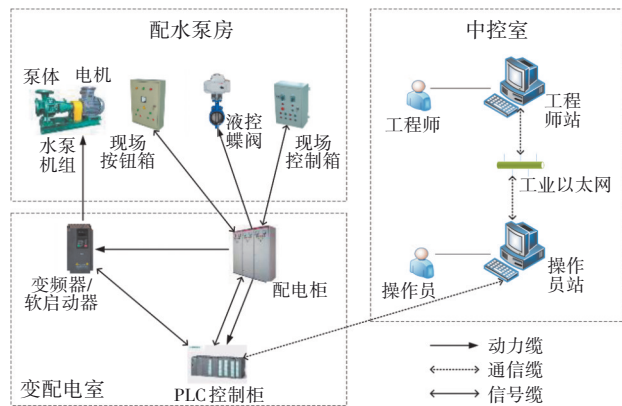 配水泵房
泵体
电机
水泵
机组
现场
按钮箱
液控
蝶阀
现场
控制箱
变频器/
软启动器
配电柜
PLC控制柜
变配电室
中控室
工程师
工程
师站
工业以太网
操作员
操作
员站
动力缆
通信缆
信号缆